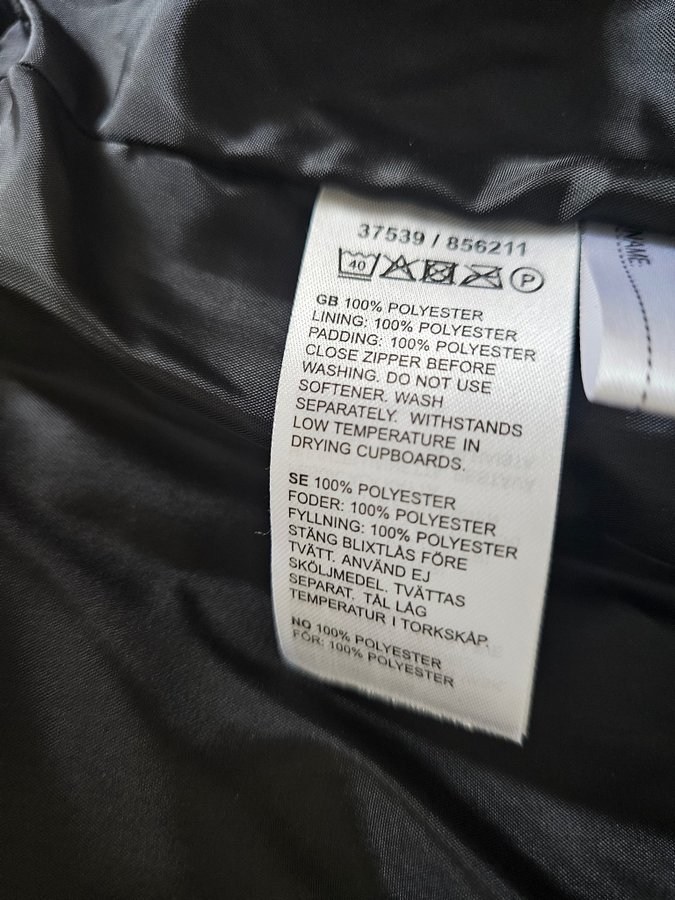 37539 / 856211
40 P
GB 100% POLYESTER
LINING: 100% POLYESTER
PADDING: 100% POLYESTER
CLOSE ZIPPER BEFORE
WASHING. DO NOT USE
SOFTENER. WASH
SEPARATELY. WITHSTANDS
LOW TEMPERATURE IN
DRYING CUPBOARDS.
SE 100% POLYESTER
FODER: 100% POLYESTER
FYLLNING: 100% POLYESTER
STÄNG BLIXTLÅS FÖRE
TVÄTT. ANVÄND EJ
SKÖLJMEDEL. TVÄTTAS
SEPARAT. TÅL LÅG
TEMPERATUR I TORKSKÅP.
NO 100% POLYESTER
FÔR: 100% POLYESTER
NAME: